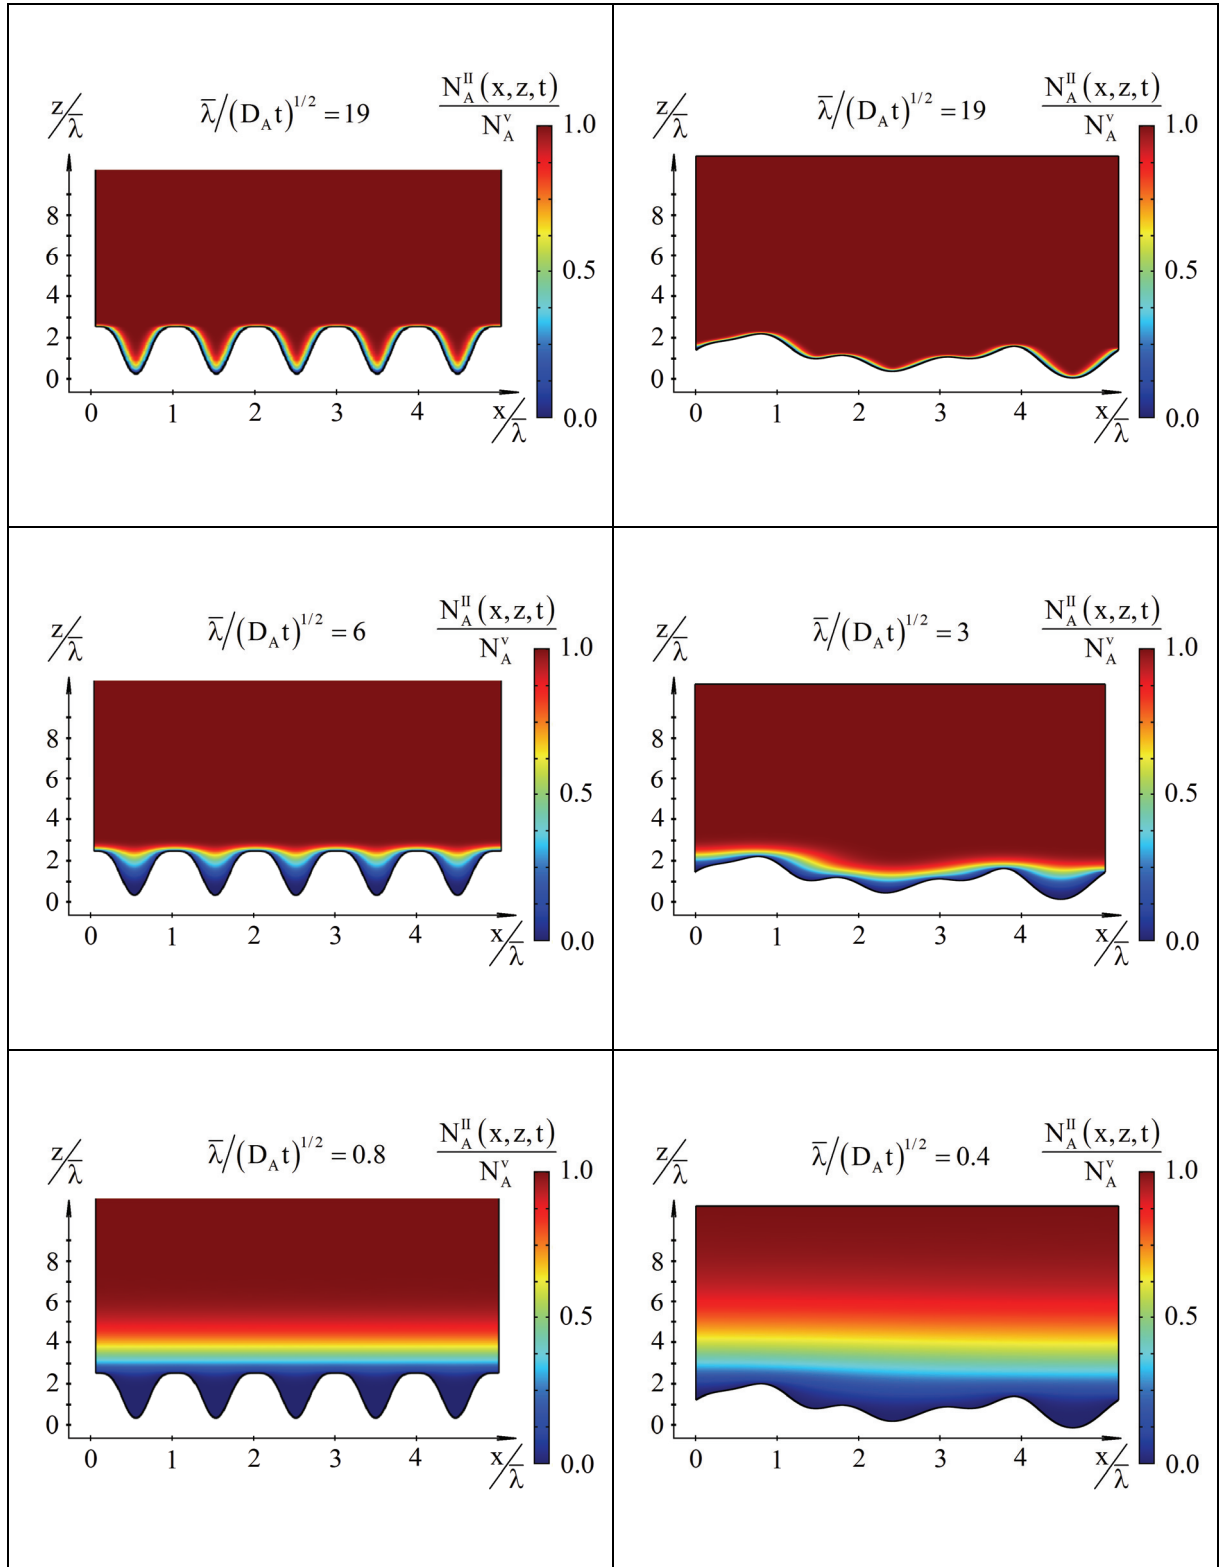 z/λ̅
λ̅/(D_A t)^1/2 = 19
N_A^II(x,z,t)
N_A^v
1.0
0.5
0.0
8
6
4
2
0
0 1 2 3 4 x/λ̅
z/λ̅
λ̅/(D_A t)^1/2 = 19
N_A^II(x,z,t)
N_A^v
1.0
0.5
0.0
8
6
4
2
0
0 1 2 3 4 x/λ̅
z/λ̅
λ̅/(D_A t)^1/2 = 6
N_A^II(x,z,t)
N_A^v
1.0
0.5
0.0
8
6
4
2
0
0 1 2 3 4 x/λ̅
z/λ̅
λ̅/(D_A t)^1/2 = 3
N_A^II(x,z,t)
N_A^v
1.0
0.5
0.0
8
6
4
2
0
0 1 2 3 4 x/λ̅
z/λ̅
λ̅/(D_A t)^1/2 = 0.8
N_A^II(x,z,t)
N_A^v
1.0
0.5
0.0
8
6
4
2
0
0 1 2 3 4 x/λ̅
z/λ̅
λ̅/(D_A t)^1/2 = 0.4
N_A^II(x,z,t)
N_A^v
1.0
0.5
0.0
8
6
4
2
0
0 1 2 3 4 x/λ̅